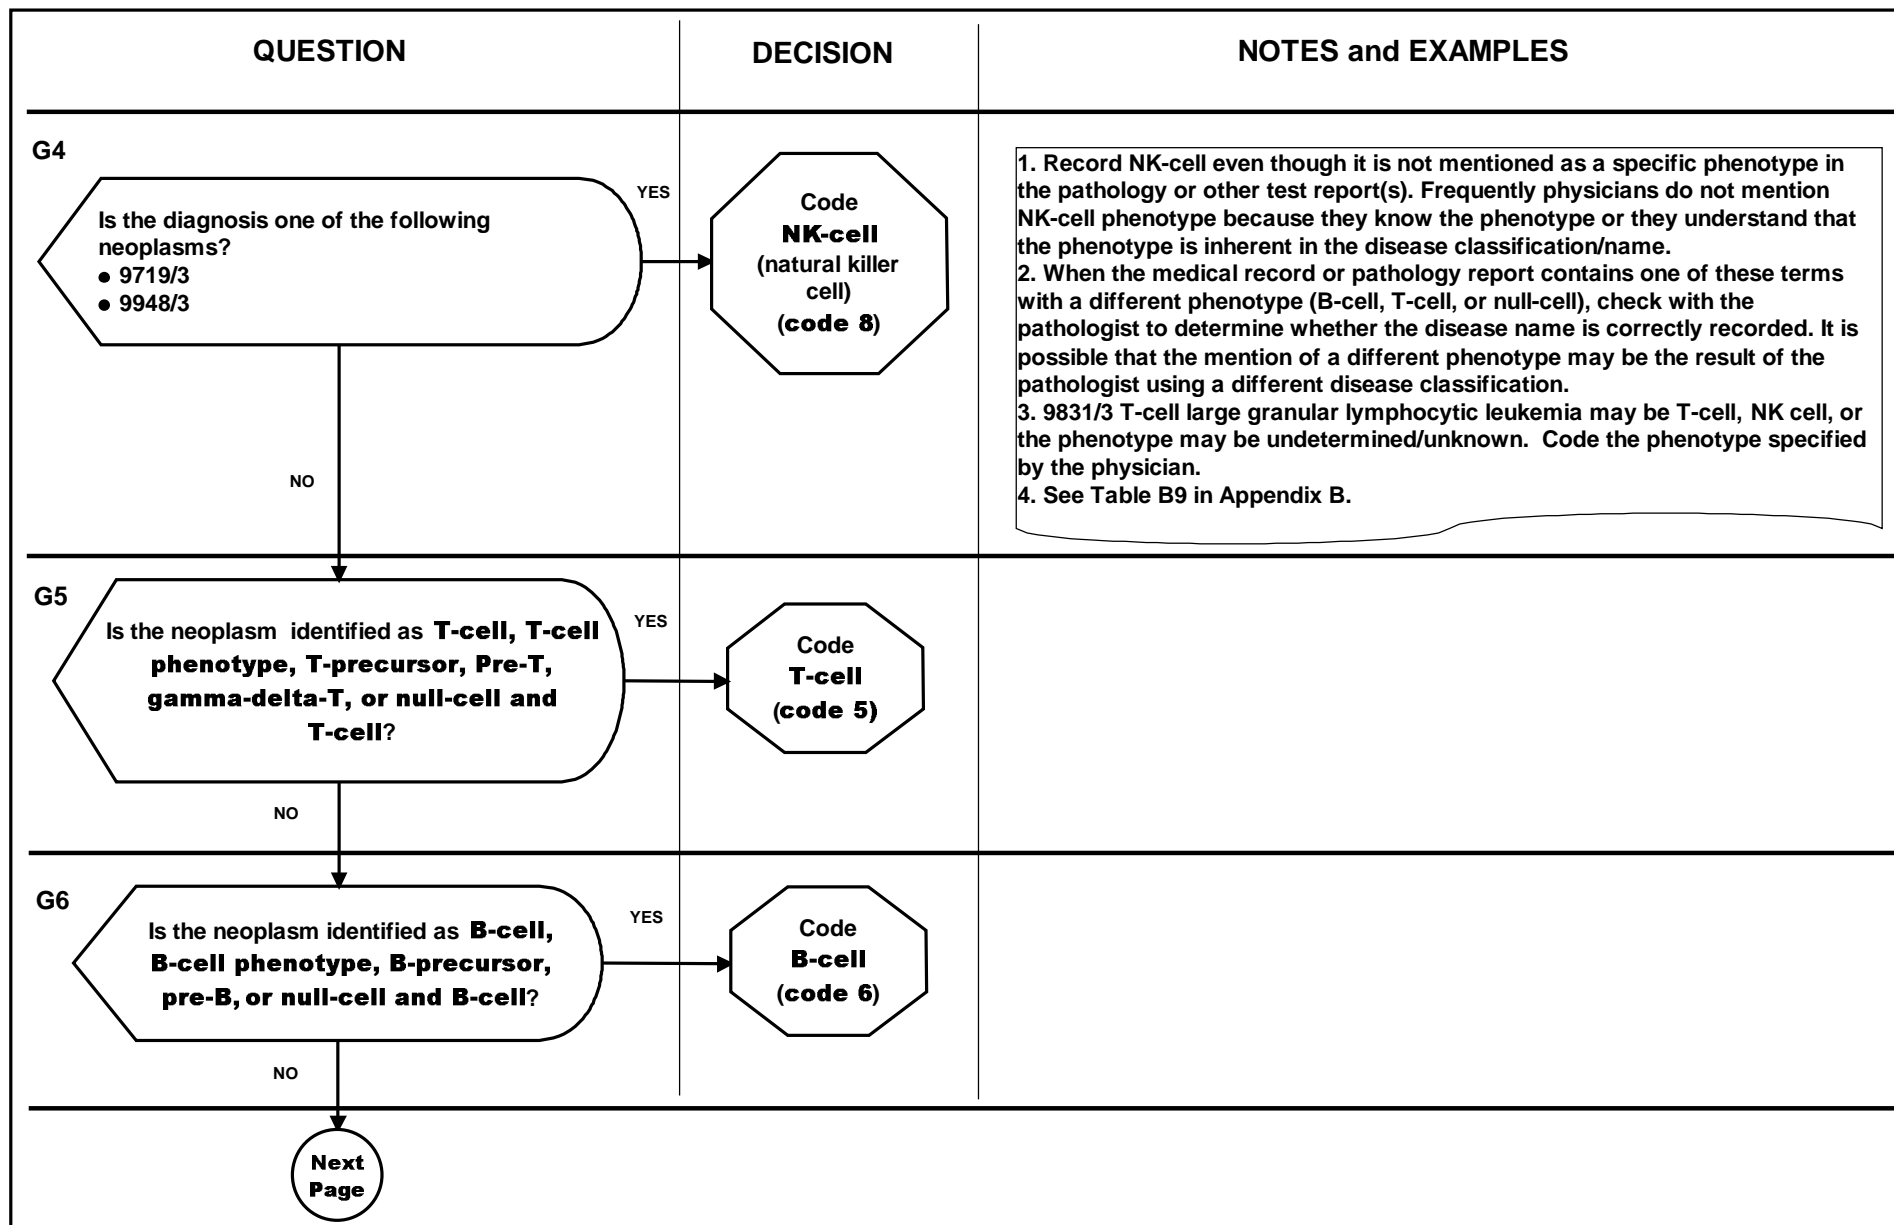 QUESTION
DECISION
NOTES and EXAMPLES
G4
Is the diagnosis one of the following
neoplasms?
● 9719/3
● 9948/3
YES
NO
Code
NK-cell
(natural killer
cell)
(code 8)
1. Record NK-cell even though it is not mentioned as a specific phenotype in
the pathology or other test report(s). Frequently physicians do not mention
NK-cell phenotype because they know the phenotype or they understand that
the phenotype is inherent in the disease classification/name.
2. When the medical record or pathology report contains one of these terms
with a different phenotype (B-cell, T-cell, or null-cell), check with the
pathologist to determine whether the disease name is correctly recorded. It is
possible that the mention of a different phenotype may be the result of the
pathologist using a different disease classification.
3. 9831/3 T-cell large granular lymphocytic leukemia may be T-cell, NK cell, or
the phenotype may be undetermined/unknown.  Code the phenotype specified
by the physician.
4. See Table B9 in Appendix B.
G5
Is the neoplasm  identified as T-cell, T-cell
phenotype, T-precursor, Pre-T,
gamma-delta-T, or null-cell and
T-cell?
YES
NO
Code
T-cell
(code 5)
G6
Is the neoplasm identified as B-cell,
B-cell phenotype, B-precursor,
pre-B, or null-cell and B-cell?
YES
NO
Code
B-cell
(code 6)
Next
Page